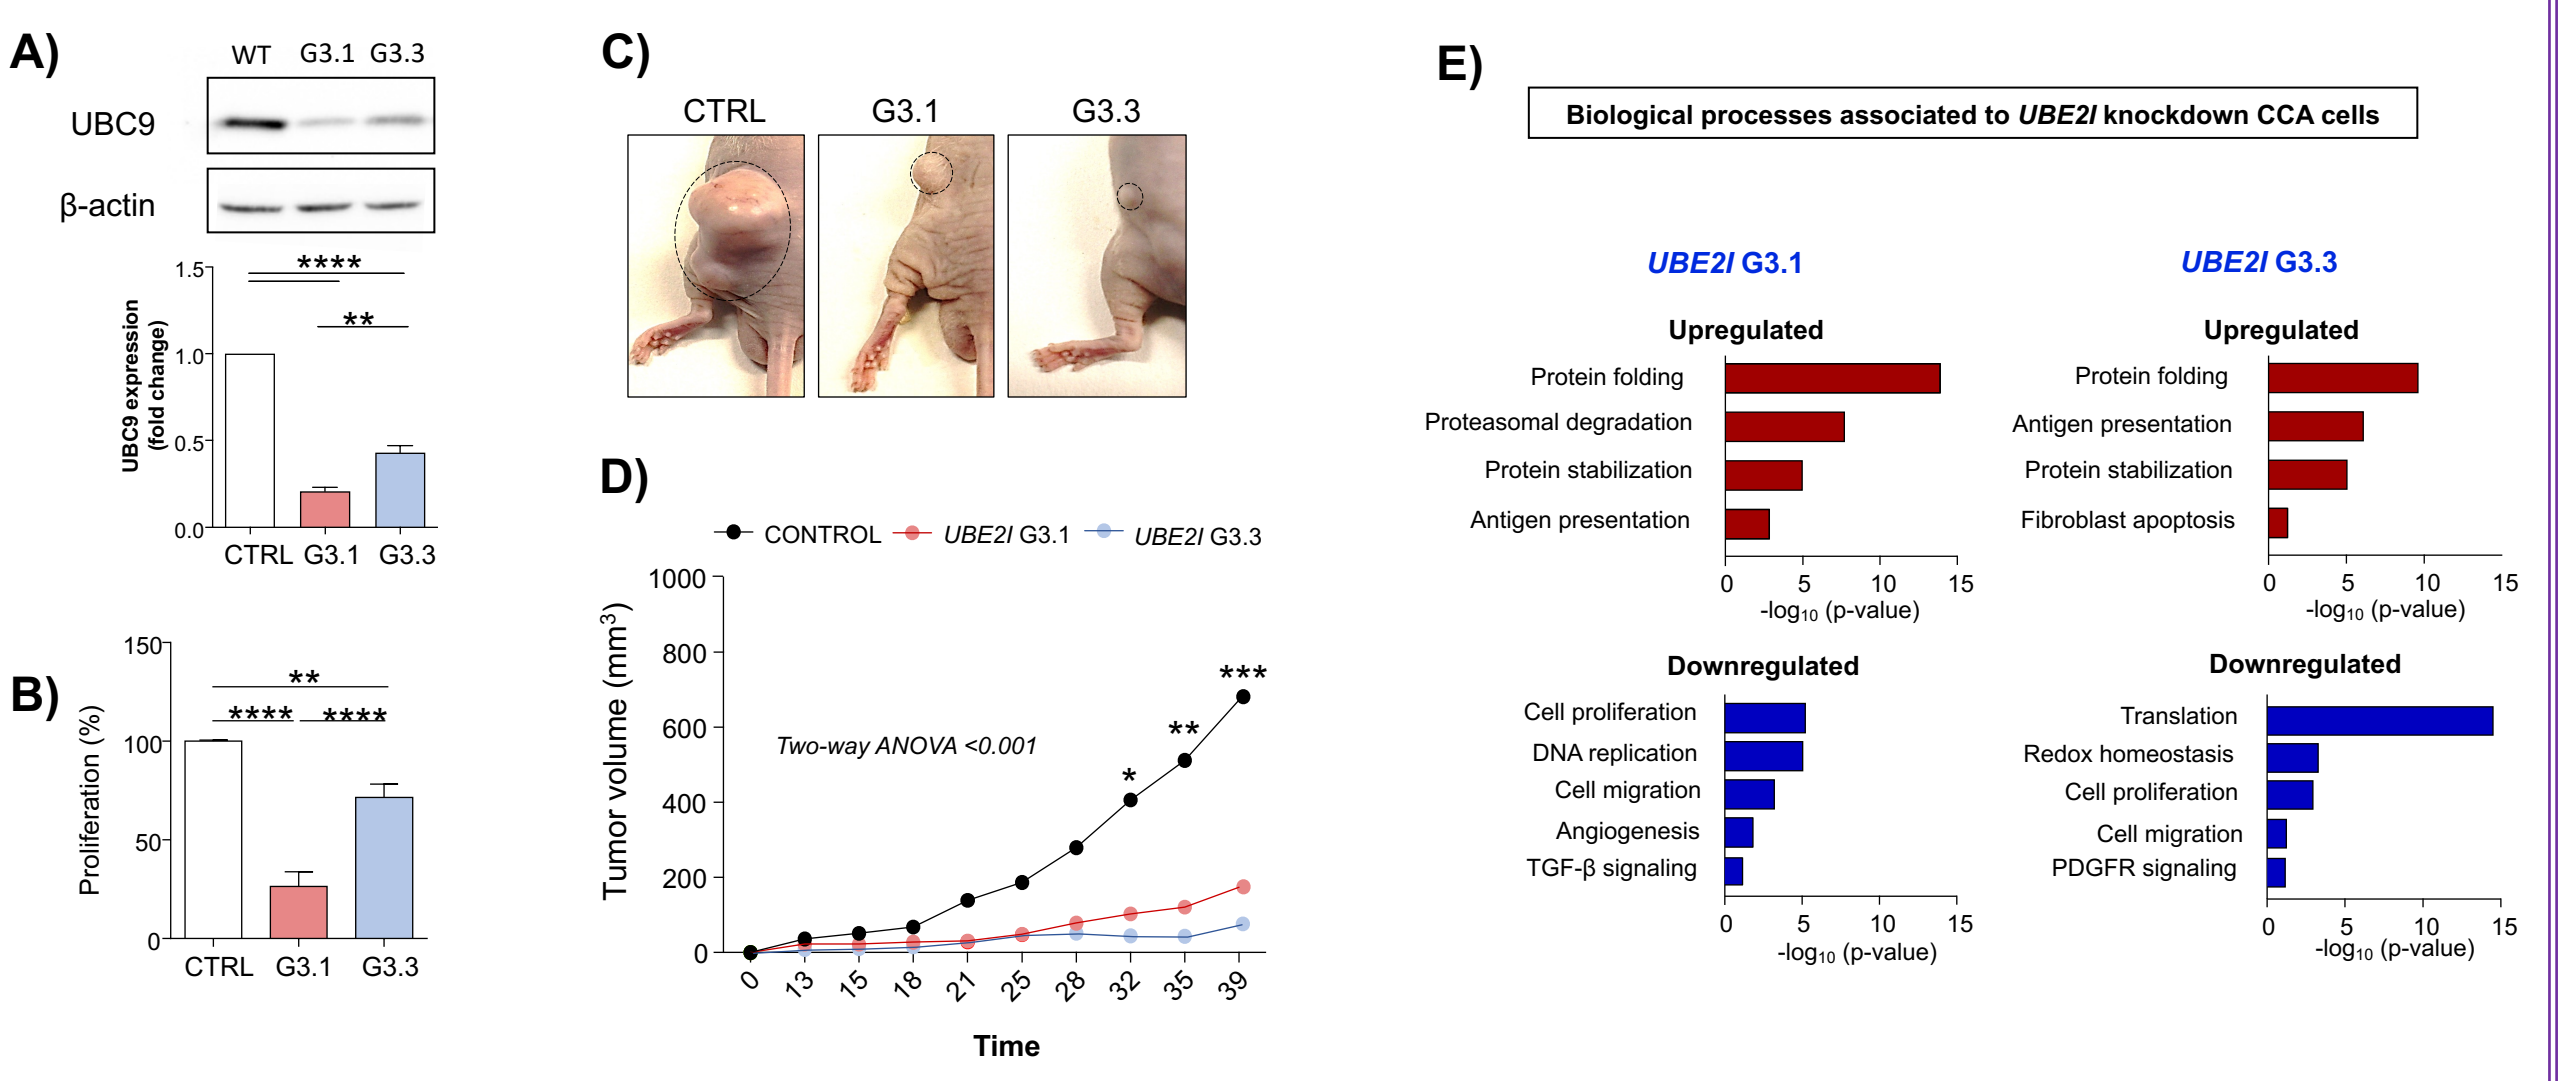 A)
WT G3.1 G3.3
UBC9
β-actin
UBC9 expression
(fold change)
1.5
1.0
0.5
0.0
****
**
CTRL G3.1 G3.3
B)
Proliferation (%)
150
100
50
0
**
**** ****
CTRL G3.1 G3.3
C)
CTRL G3.1 G3.3
D)
CONTROL UBE2I G3.1 UBE2I G3.3
Tumor volume (mm³)
1000
800
600
400
200
0
Two-way ANOVA <0.001
*
**
***
0 13 15 18 21 25 28 32 35 39
Time
E)
Biological processes associated to UBE2I knockdown CCA cells
UBE2I G3.1
Upregulated
Protein folding
Proteasomal degradation
Protein stabilization
Antigen presentation
0 5 10 15
-log₁₀ (p-value)
Downregulated
Cell proliferation
DNA replication
Cell migration
Angiogenesis
TGF-β signaling
0 5 10 15
-log₁₀ (p-value)
UBE2I G3.3
Upregulated
Protein folding
Antigen presentation
Protein stabilization
Fibroblast apoptosis
0 5 10 15
-log₁₀ (p-value)
Downregulated
Translation
Redox homeostasis
Cell proliferation
Cell migration
PDGFR signaling
0 5 10 15
-log₁₀ (p-value)